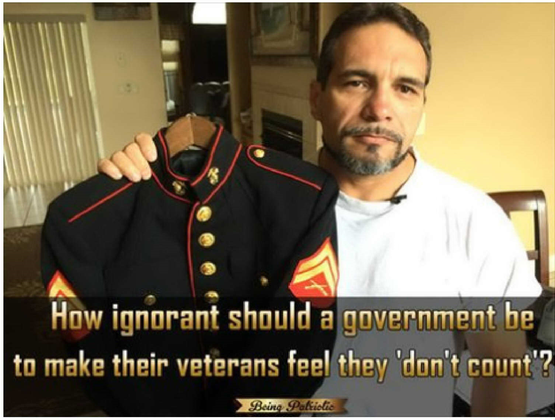 How ignorant should a government be
to make their veterans feel they 'don't count'?
Being Patriotic